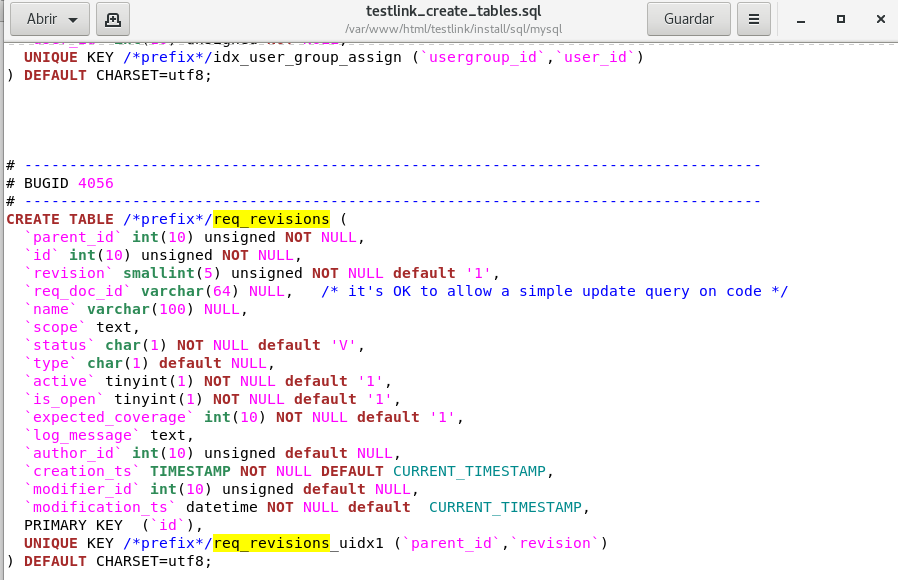 Abrir
testlink_create_tables.sql
/var/www/html/testlink/install/sql/mysql
Guardar
UNIQUE KEY /*prefix*/idx_user_group_assign (`usergroup_id`,`user_id`)
) DEFAULT CHARSET=utf8;
# ----------------------------------------------------------------------------------
# BUGID 4056
# ----------------------------------------------------------------------------------
CREATE TABLE /*prefix*/req_revisions (
  `parent_id` int(10) unsigned NOT NULL,
  `id` int(10) unsigned NOT NULL,
  `revision` smallint(5) unsigned NOT NULL default '1',
  `req_doc_id` varchar(64) NULL,   /* it's OK to allow a simple update query on code */
  `name` varchar(100) NULL,
  `scope` text,
  `status` char(1) NOT NULL default 'V',
  `type` char(1) default NULL,
  `active` tinyint(1) NOT NULL default '1',
  `is_open` tinyint(1) NOT NULL default '1',
  `expected_coverage` int(10) NOT NULL default '1',
  `log_message` text,
  `author_id` int(10) unsigned default NULL,
  `creation_ts` TIMESTAMP NOT NULL DEFAULT CURRENT_TIMESTAMP,
  `modifier_id` int(10) unsigned default NULL,
  `modification_ts` datetime NOT NULL default  CURRENT_TIMESTAMP,
  PRIMARY KEY  (`id`),
  UNIQUE KEY /*prefix*/req_revisions_uidx1 (`parent_id`,`revision`)
) DEFAULT CHARSET=utf8;